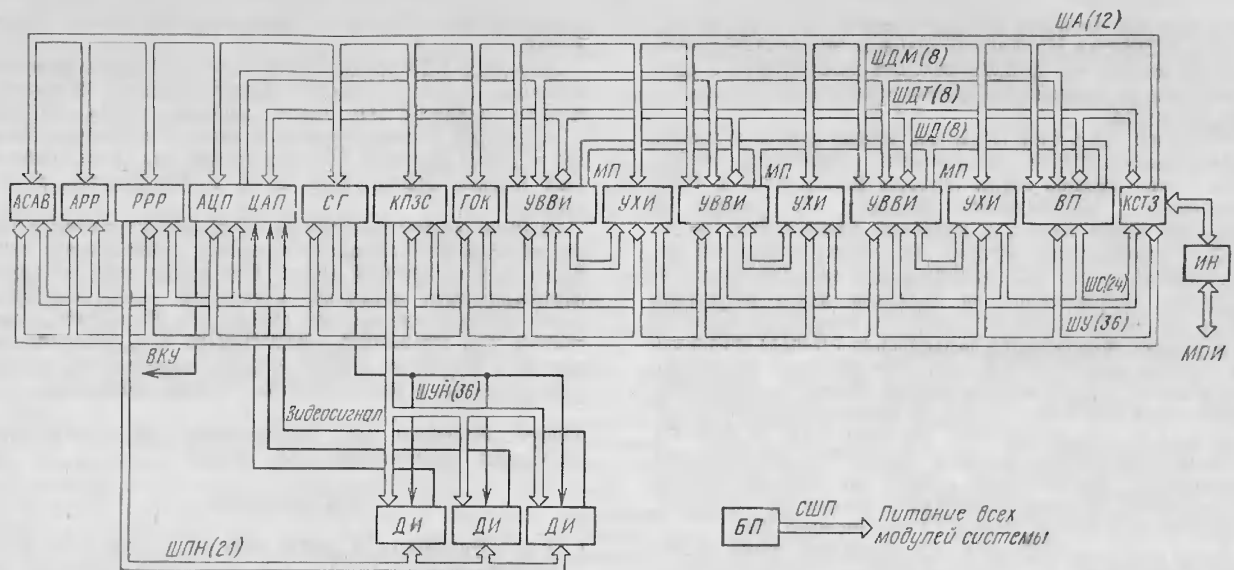 ША(12)
ШДМ(8)
ШДТ(8)
ШД(8)
МП
МП
МП
АСАВ
АРР
РРР
АЦП ЦАП
СГ
КПЗС
ГОК
УВВИ
УХИ
УВВИ
УХИ
УВВИ
УХИ
ВП
КСТЗ
ИН
ШС(24)
ШУ(36)
МПИ
ВКУ
ШУН(36)
Видеосигнал
ДИ
ДИ
ДИ
БП
СШП
Питание всех
модулей системы
ШПН(21)